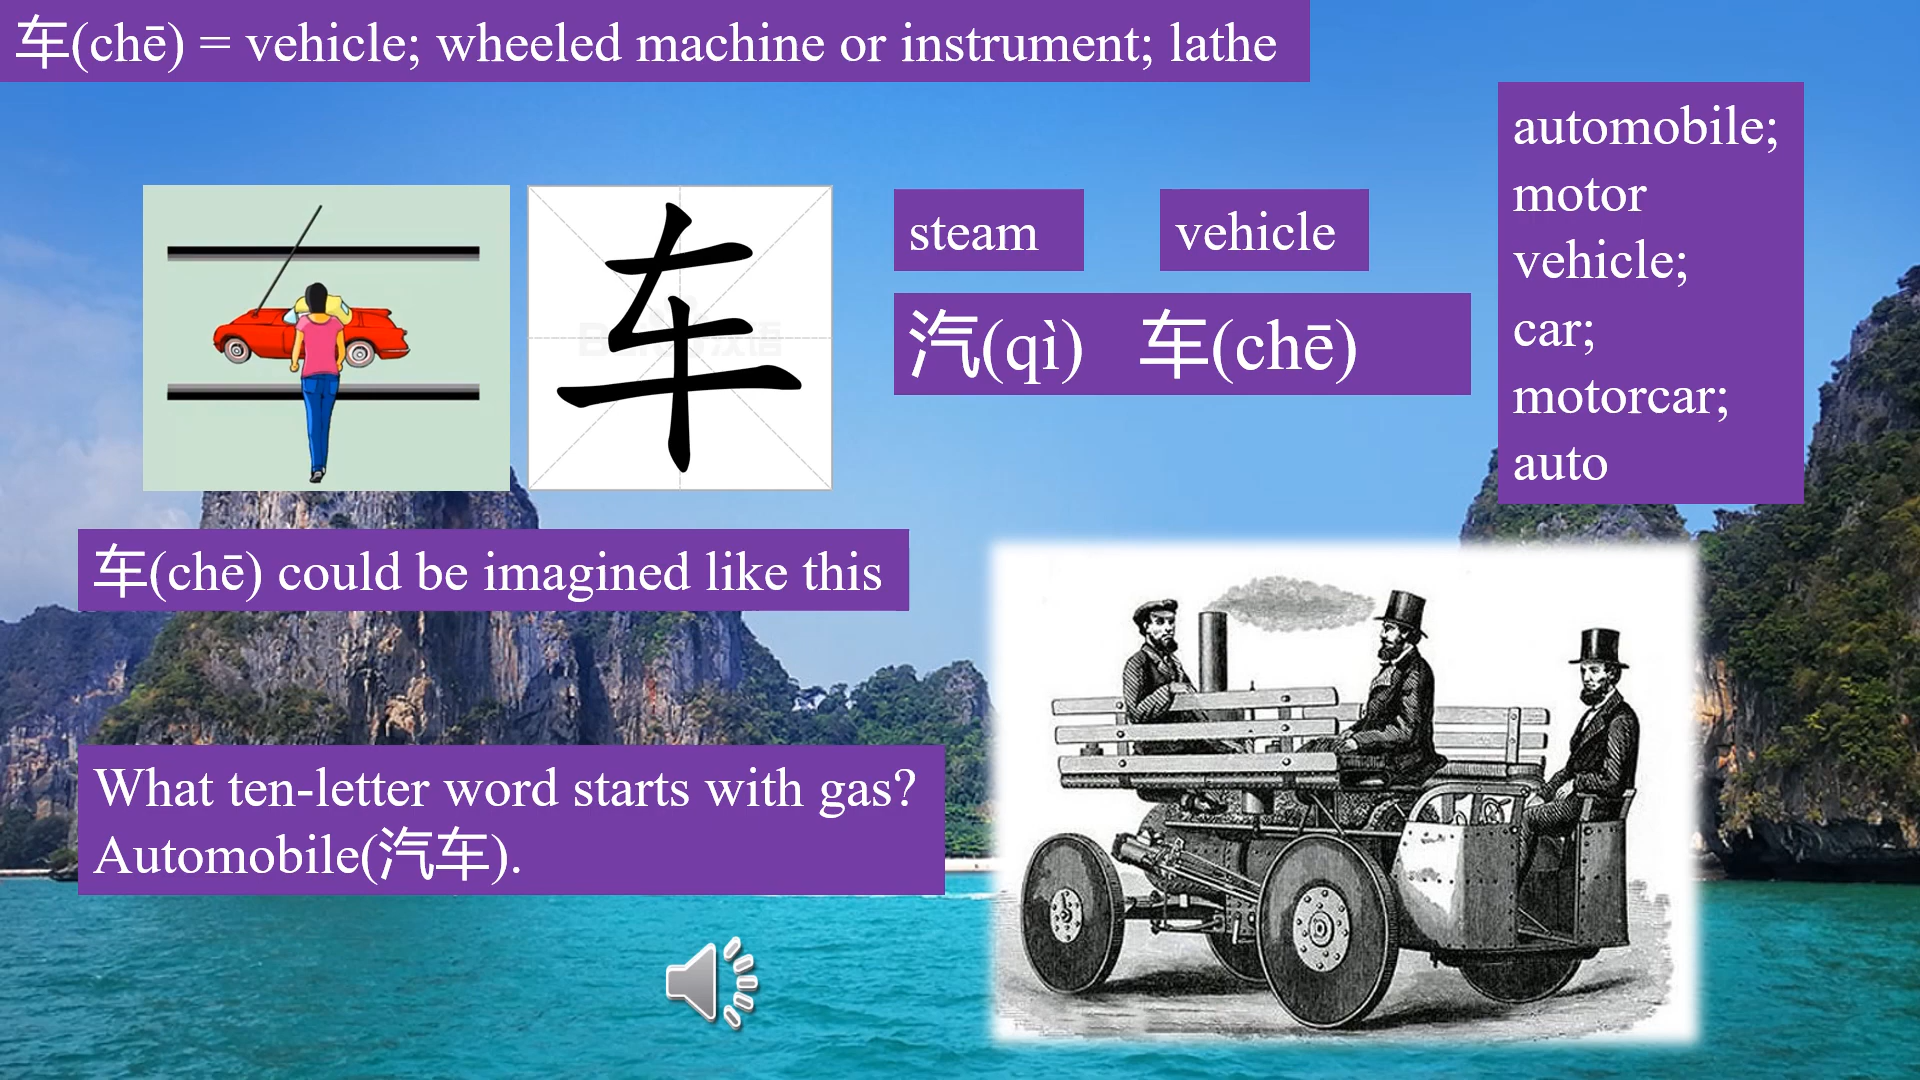 车(chē) = vehicle; wheeled machine or instrument; lathe
steam
vehicle
汽(qì) 车(chē)
automobile;
motor
vehicle;
car;
motorcar;
auto
车
车(chē) could be imagined like this
What ten-letter word starts with gas?
Automobile(汽车).